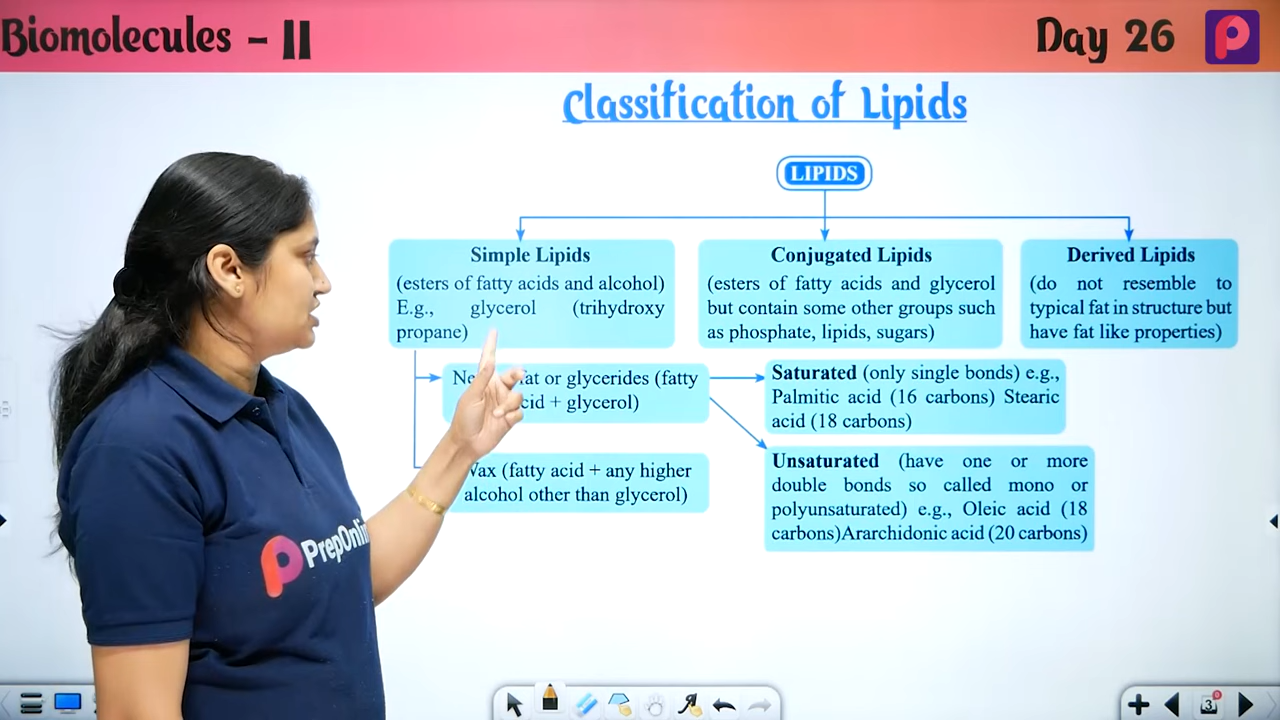 Biomolecules - II
Day 26
Classification of Lipids
LIPIDS
Simple Lipids
(esters of fatty acids and alcohol)
E.g., glycerol (trihydroxy
propane)
Conjugated Lipids
(esters of fatty acids and glycerol
but contain some other groups such
as phosphate, lipids, sugars)
Derived Lipids
(do not resemble to
typical fat in structure but
have fat like properties)
fat or glycerides (fatty
+ glycerol)
Wax (fatty acid + any higher
alcohol other than glycerol)
Saturated (only single bonds) e.g.,
Palmitic acid (16 carbons) Stearic
acid (18 carbons)
Unsaturated (have one or more
double bonds so called mono or
polyunsaturated) e.g., Oleic acid (18
carbons)Ararchidonic acid (20 carbons)
3